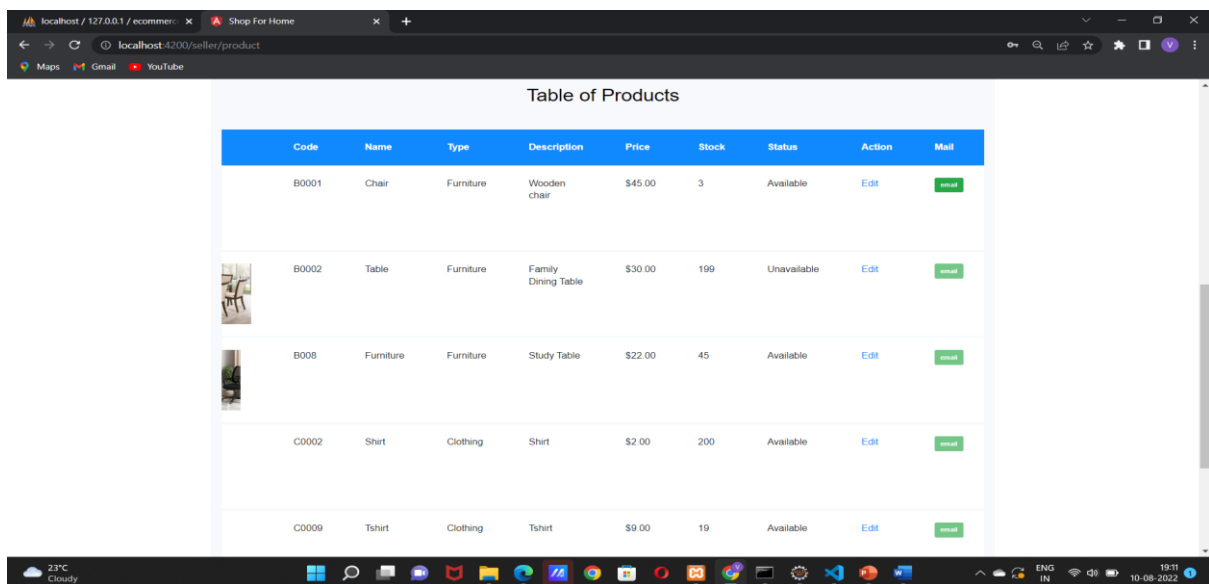 localhost / 127.0.0.1 / ecommerc
Shop For Home
localhost:4200/seller/product
Maps Gmail YouTube
Table of Products
Code Name Type Description Price Stock Status Action Mail
B0001 Chair Furniture Wooden $45.00 3 Available Edit email
chair
B0002 Table Furniture Family $30.00 199 Unavailable Edit email
Dining Table
B008 Furniture Furniture Study Table $22.00 45 Available Edit email
C0002 Shirt Clothing Shirt $2.00 200 Available Edit email
C0009 Tshirt Clothing Tshirt $9.00 19 Available Edit email
23°C
Cloudy
ENG
IN
19:11
10-08-2022
1
V